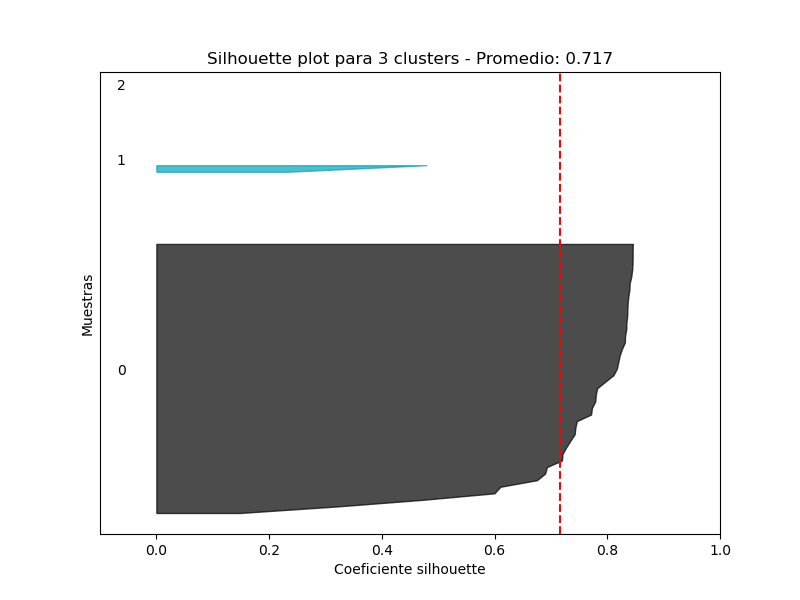 Silhouette plot para 3 clusters - Promedio: 0.717
2
1
0
Muestras
0.0 0.2 0.4 0.6 0.8 1.0
Coeficiente silhouette